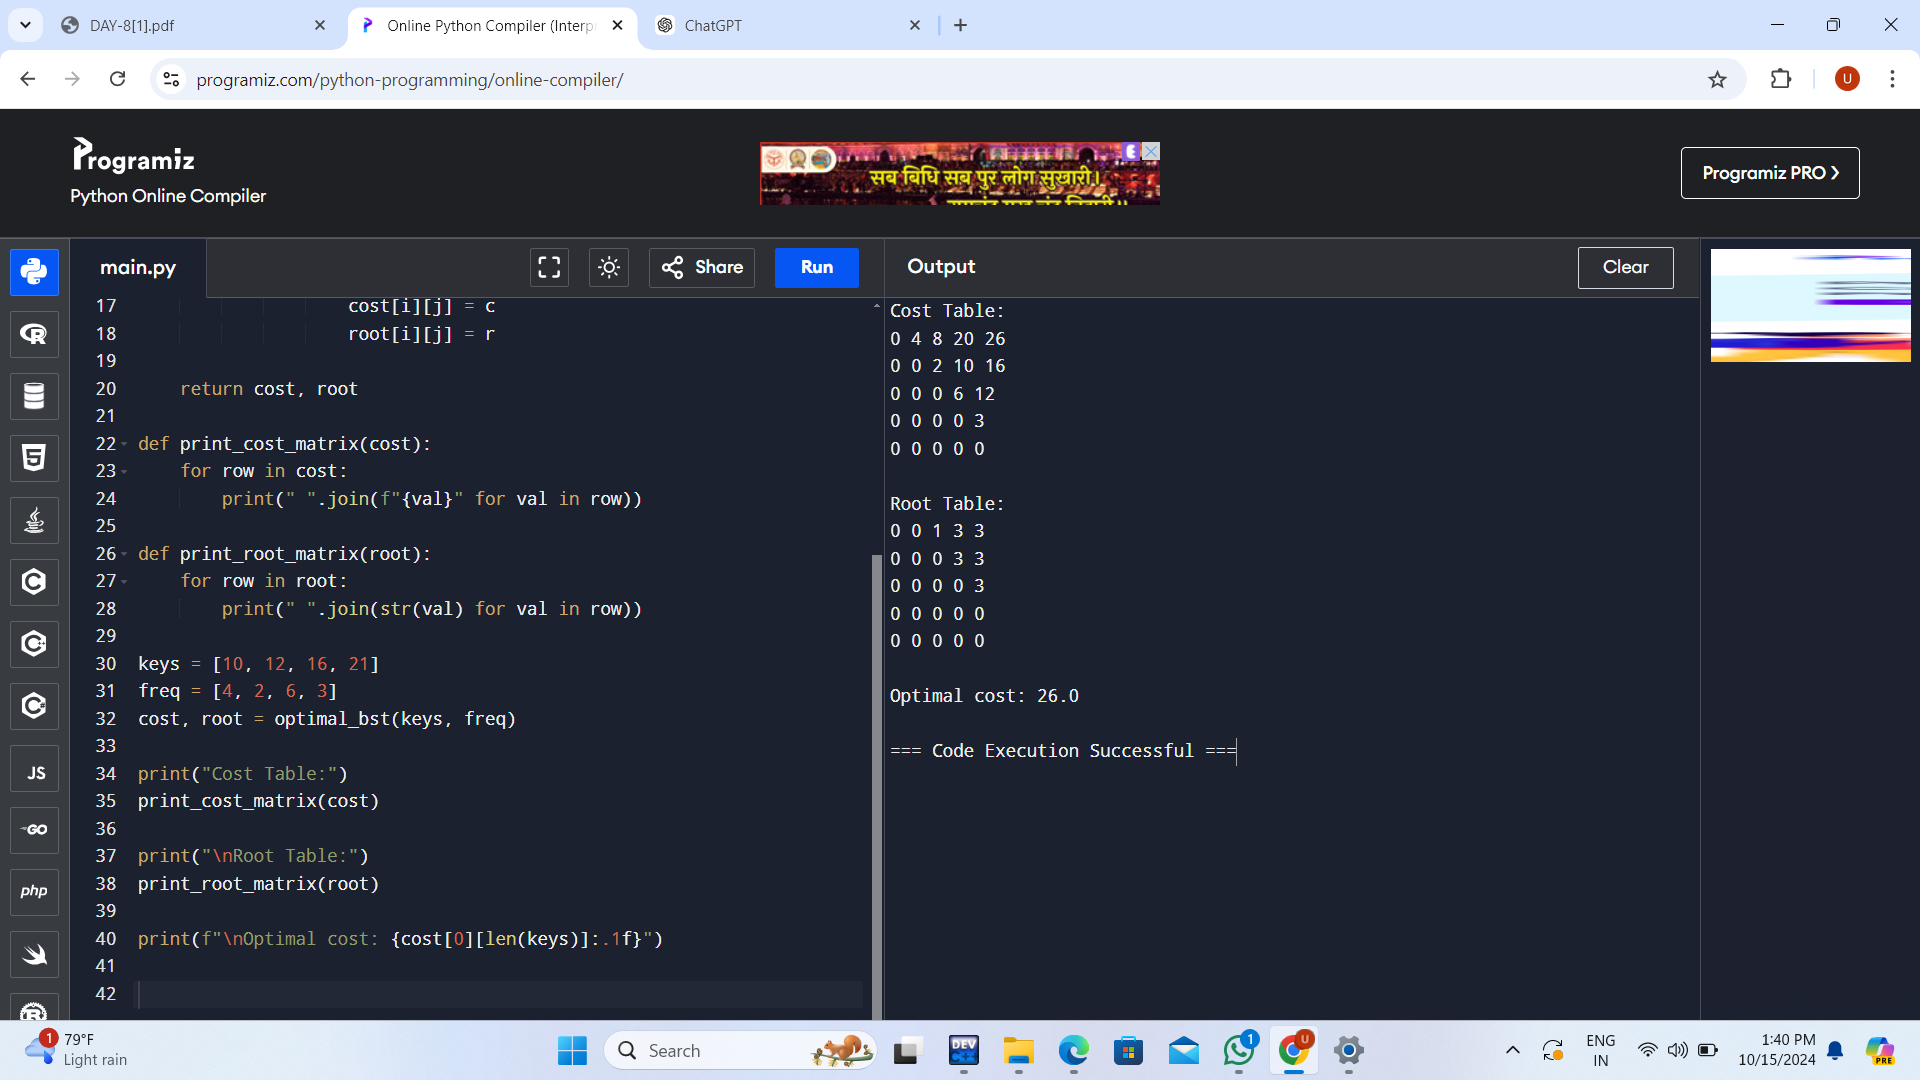 DAY-8[1].pdf
Online Python Compiler (Interp
ChatGPT
programiz.com/python-programming/online-compiler/
U
Programiz
Python Online Compiler
सब बिधि सब पुर लोग सुखारी।
Programiz PRO
main.py
Share
Run
Output
Clear
17 cost[i][j] = c
18 root[i][j] = r
19
20 return cost, root
21
22 def print_cost_matrix(cost):
23 for row in cost:
24 print(" ".join(f"{val}" for val in row))
25
26 def print_root_matrix(root):
27 for row in root:
28 print(" ".join(str(val) for val in row))
29
30 keys = [10, 12, 16, 21]
31 freq = [4, 2, 6, 3]
32 cost, root = optimal_bst(keys, freq)
33
34 print("Cost Table:")
35 print_cost_matrix(cost)
36
37 print("\nRoot Table:")
38 print_root_matrix(root)
39
40 print(f"\nOptimal cost: {cost[0][len(keys)]:.1f}")
41
42
Cost Table:
0 4 8 20 26
0 0 2 10 16
0 0 0 6 12
0 0 0 0 3
0 0 0 0 0
Root Table:
0 0 1 3 3
0 0 0 3 3
0 0 0 0 3
0 0 0 0 0
0 0 0 0 0
Optimal cost: 26.0
=== Code Execution Successful ===
JS
GO
php
1
79°F
Light rain
Search
DEV
1
U
ENG
IN
1:40 PM
10/15/2024
PRE